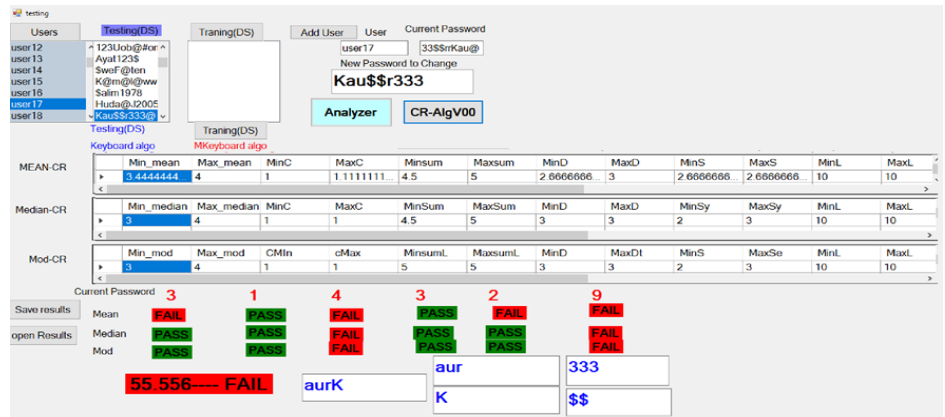 testing
Users Testing(DS) Traning(DS) Add User User Current Password
user12 123Uob@#or user17 33$$rrKau@
user13 Ayat123$ New Password to Change
user14 $weF@ten Kau$$r333
user15 K@m@l@ww
user16 $alim1978
user17 Huda@J2005 Analyzer CR-AlgV00
user18 Kau$$r333@
Testing(DS) Traning(DS)
Keyboard algo MKeyboard algo
MEAN-CR Min_mean Max_mean MinC MaxC Minsum Maxsum MinD MaxD MinS MaxS MinL MaxL
3.4444444... 4 1 1.1111111... 4.5 5 2.6666666... 3 2.6666666... 2.6666666... 10 10
Median-CR Min_median Max_median MinC MaxC MinSum MaxSum MinD MaxD MinSy MaxSy MinL MaxL
3 4 1 1 4.5 5 3 3 2 3 10 10
Mod-CR Min_mod Max_mod CMIn cMax MinsumL MaxsumL MinD MaxDt MinS MaxSe MinL MaxL
3 4 1 1 5 5 3 3 2 3 10 10
Current Password 3 1 4 3 2 9
Save results Mean FAIL PASS FAIL PASS FAIL FAIL
open Results Median PASS PASS FAIL PASS PASS FAIL
Mod PASS PASS FAIL PASS PASS FAIL
55.556---- FAIL aurK aur 333
K $$